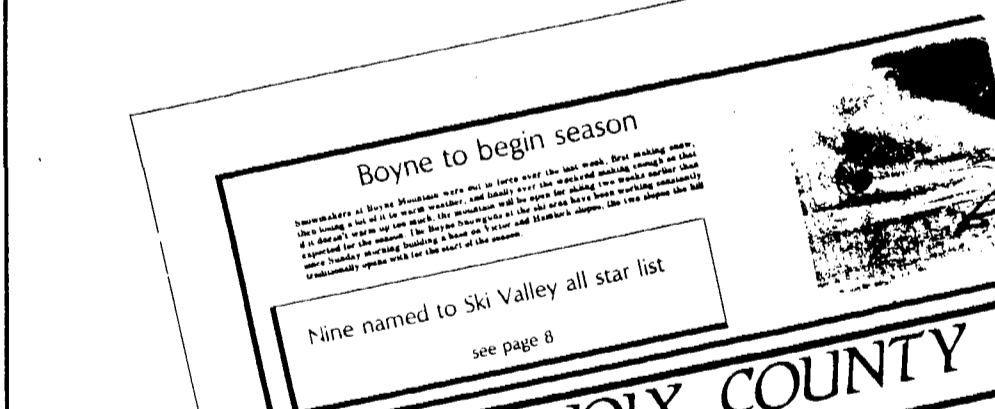 Boyne to begin season
Snowmakers at Boyne Mountain were out in force over the last week, first making snow,
then losing a lot of it to warm weather, and finally over the weekend making enough so that
if it doesn't warm up too much, the mountain will be open for skiing two weeks earlier than
expected for the season. The Boyne Snowguns at the ski area have been working constantly
since Sunday morning building a base on Victor and Hemlock slopes, the two slopes the hill
traditionally opens with for the start of the season.
Nine named to Ski Valley all star list
see page 8
COUNTY